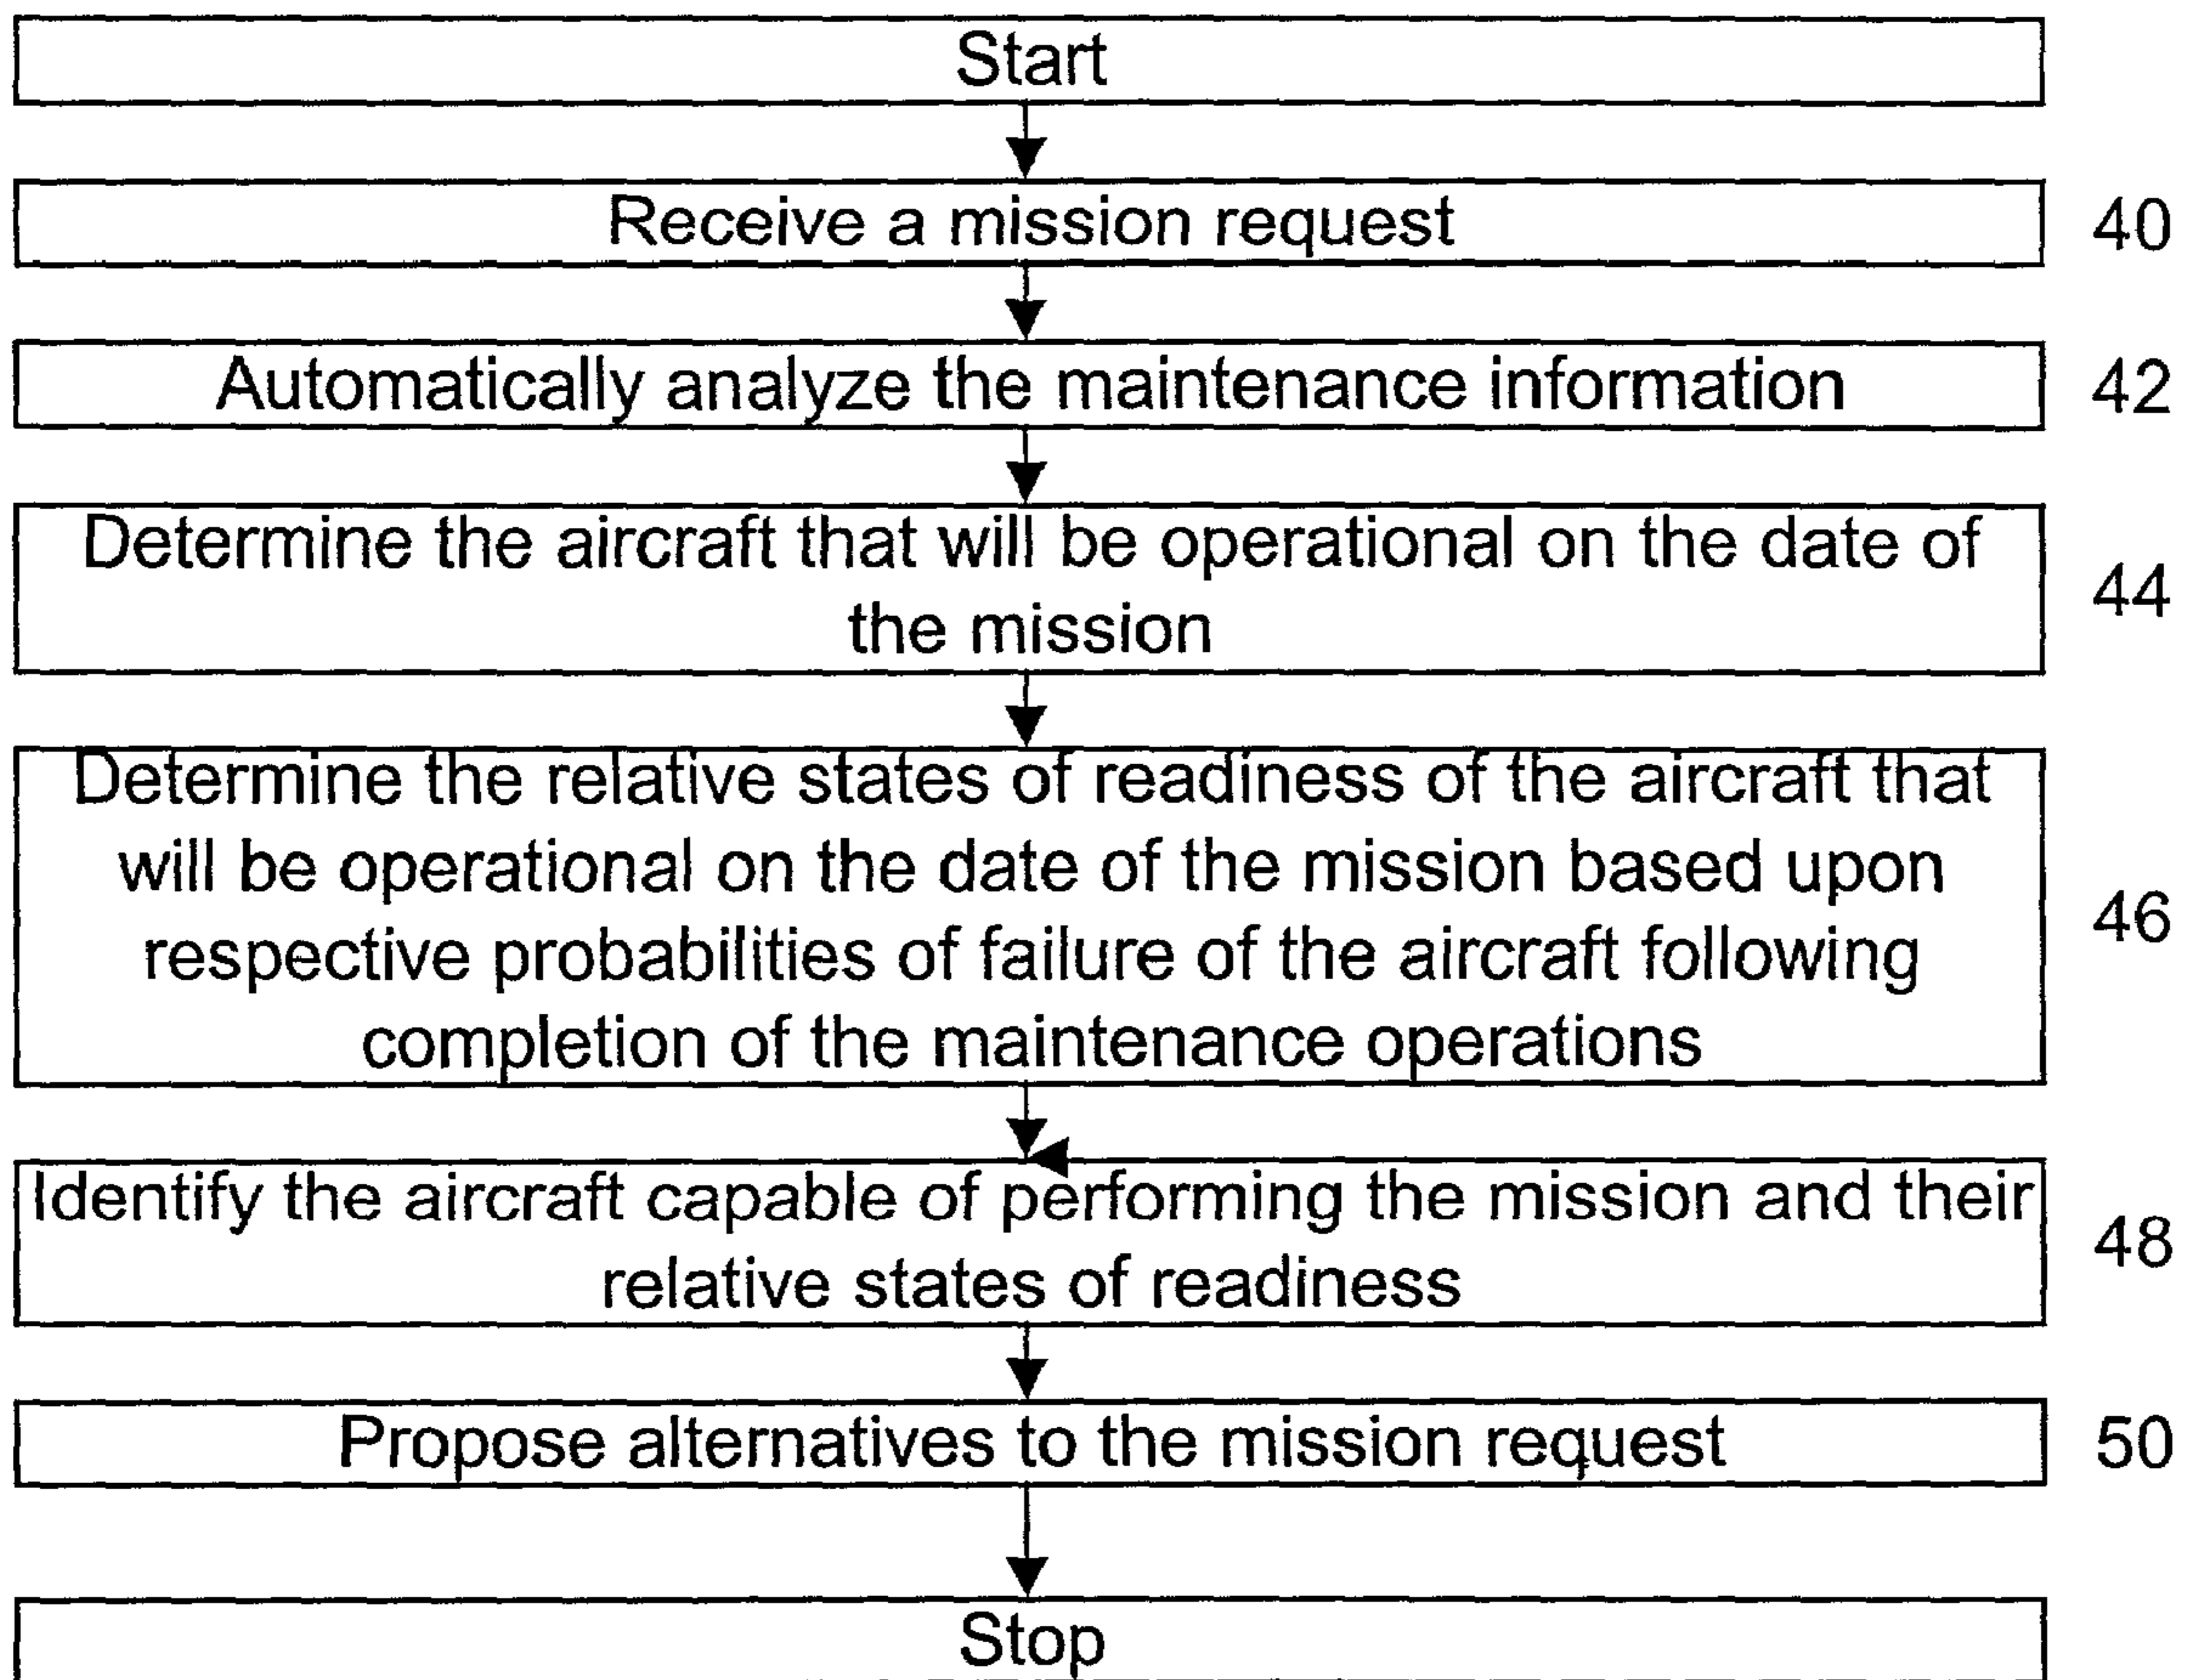 Start
Receive a mission request
40
Automatically analyze the maintenance information
42
Determine the aircraft that will be operational on the date of
the mission
44
Determine the relative states of readiness of the aircraft that
will be operational on the date of the mission based upon
respective probabilities of failure of the aircraft following
completion of the maintenance operations
46
Identify the aircraft capable of performing the mission and their
relative states of readiness
48
Propose alternatives to the mission request
50
Stop